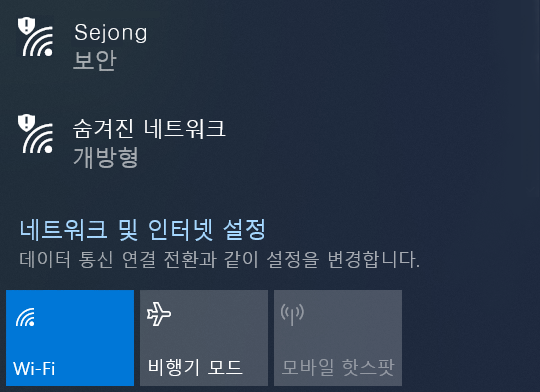 Sejong
보안
숨겨진 네트워크
개방형
네트워크 및 인터넷 설정
데이터 통신 연결 전환과 같이 설정을 변경합니다.
Wi-Fi
비행기 모드
모바일 핫스팟